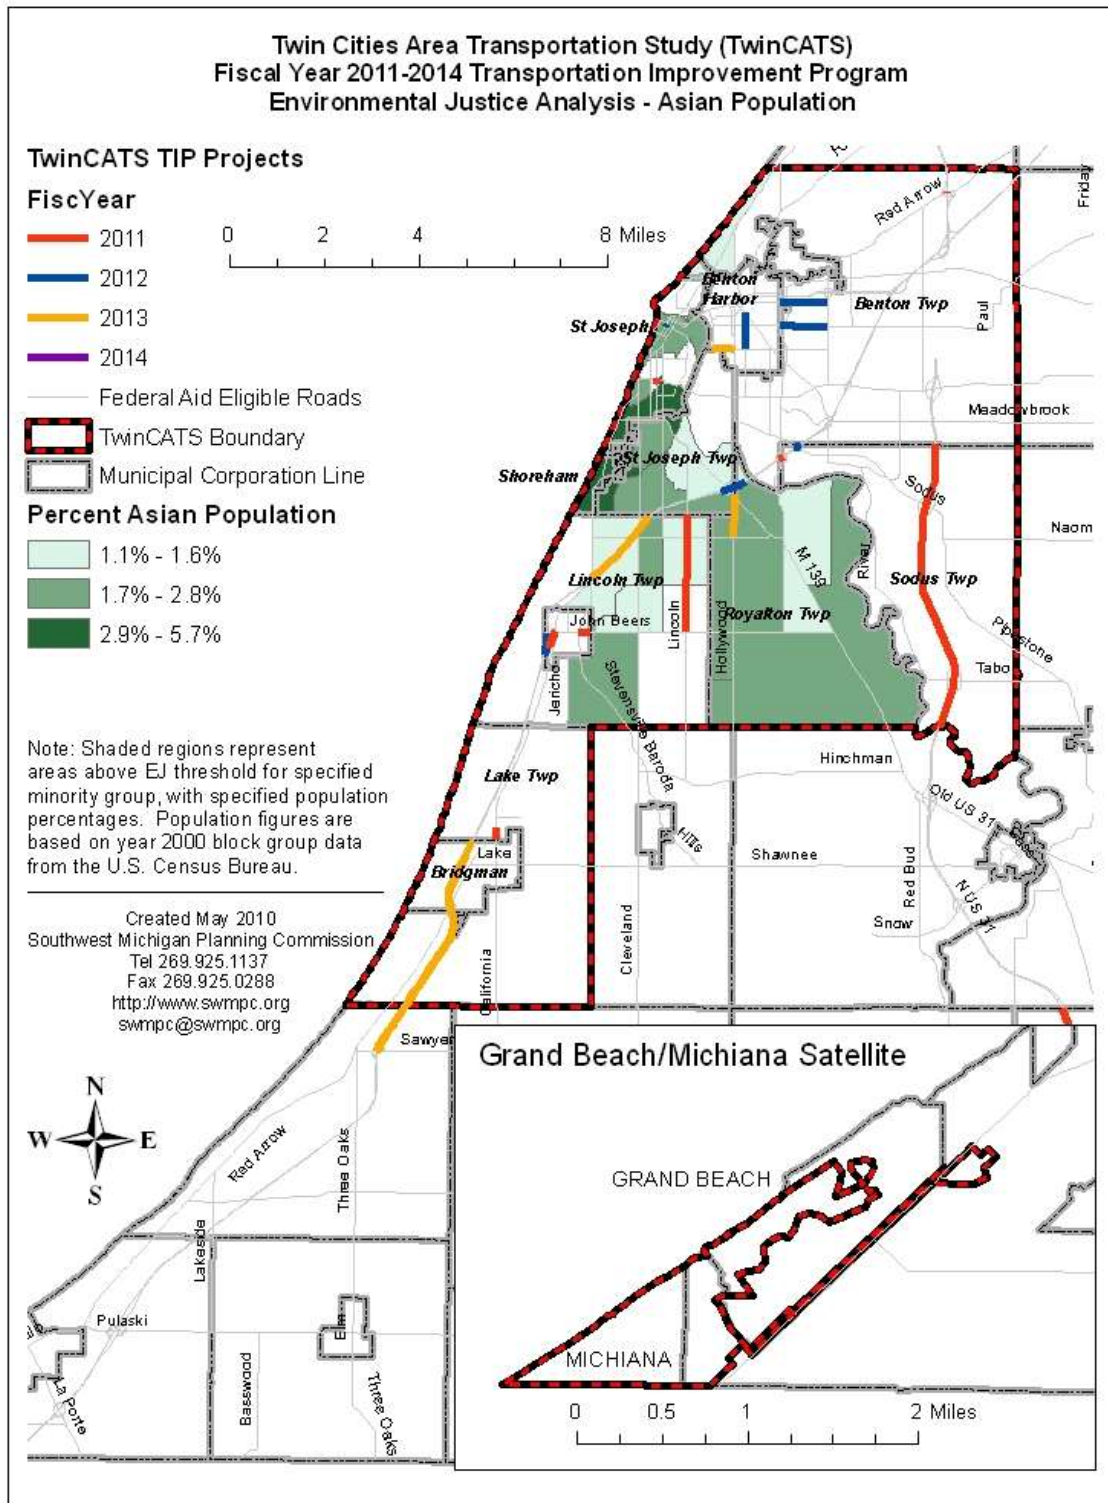 Twin Cities Area Transportation Study (TwinCATS)
Fiscal Year 2011-2014 Transportation Improvement Program
Environmental Justice Analysis - Asian Population
TwinCATS TIP Projects
FiscYear
2011
2012
2013
2014
Federal Aid Eligible Roads
TwinCATS Boundary
Municipal Corporation Line
Percent Asian Population
1.1% - 1.6%
1.7% - 2.8%
2.9% - 5.7%
0 2 4 8 Miles
Red Arrow
Friday
Benton
Harbor
Benton Twp
Paul
St Joseph
Meadowbrook
St Joseph Twp
Shoreham
Sodus
Naom
M 139
River
Lincoln Twp
Sodus Twp
Royalton Twp
John Beers
Lincoln
Hollywood
Pipestone
Tabo
Jericho
Stevensville Baroda
Hinchman
Lake Twp
Old US 31
Hills
Lake
Bridgman
Shawnee
Red Bud
N US 31
Snow
Cleveland
California
Sawyer
Note: Shaded regions represent
areas above EJ threshold for specified
minority group, with specified population
percentages. Population figures are
based on year 2000 block group data
from the U.S. Census Bureau.
Created May 2010
Southwest Michigan Planning Commission
Tel 269.925.1137
Fax 269.925.0288
http://www.swmpc.org
swmpc@swmpc.org
N
W E
S
Red Arrow
Three Oaks
Lakeside
Pulaski
Elm
Basswood
Three Oaks
La Porte
Grand Beach/Michiana Satellite
GRAND BEACH
MICHIANA
0 0.5 1 2 Miles